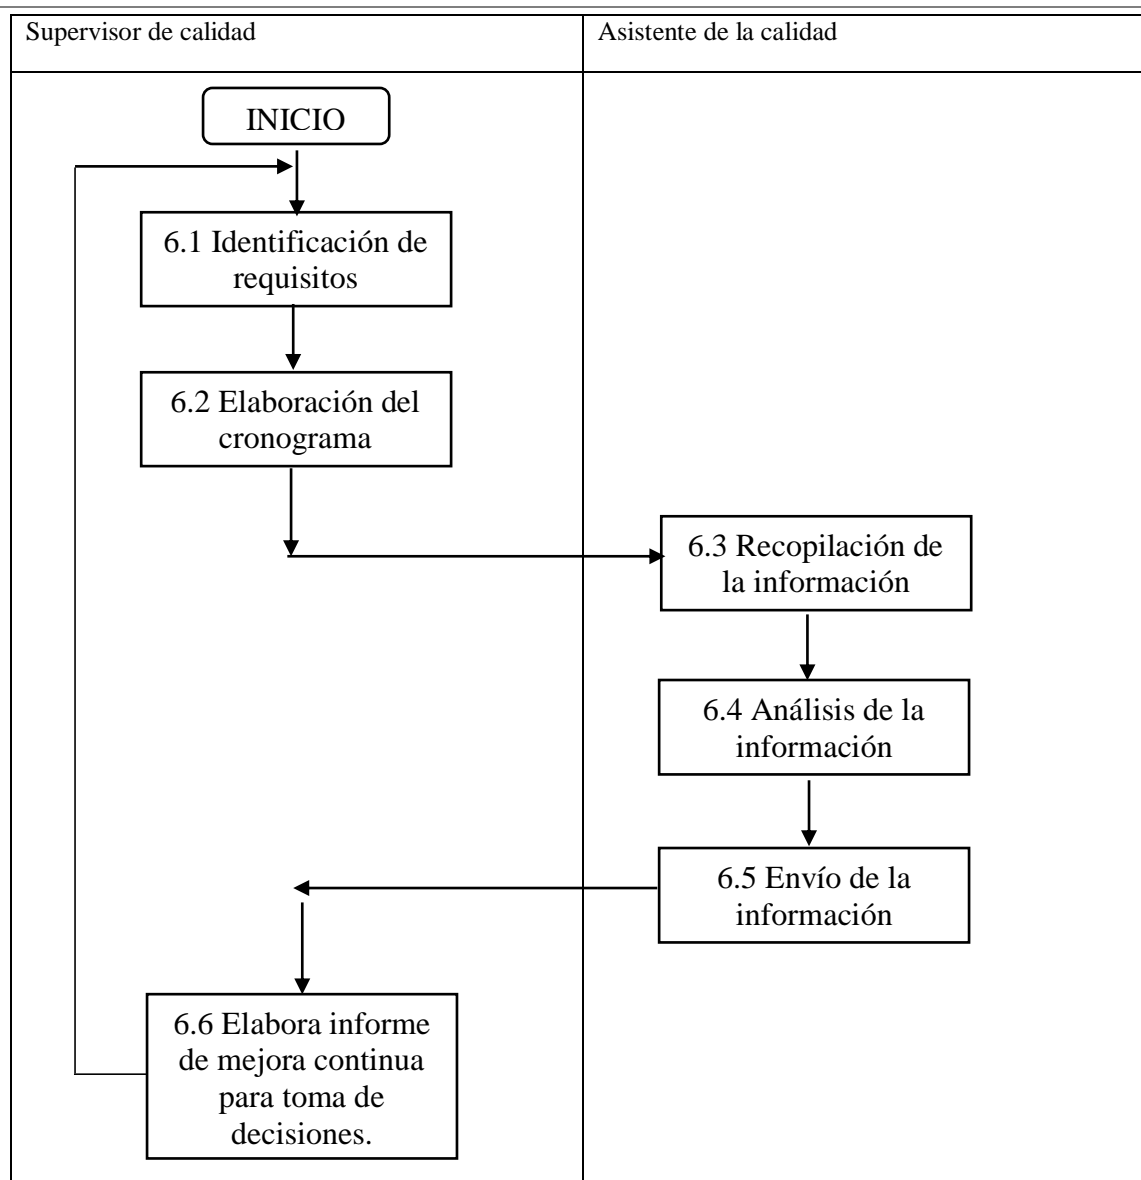 Supervisor de calidad
Asistente de la calidad
INICIO
6.1 Identificación de
requisitos
6.2 Elaboración del
cronograma
6.3 Recopilación de
la información
6.4 Análisis de la
información
6.5 Envío de la
información
6.6 Elabora informe
de mejora continua
para toma de
decisiones.